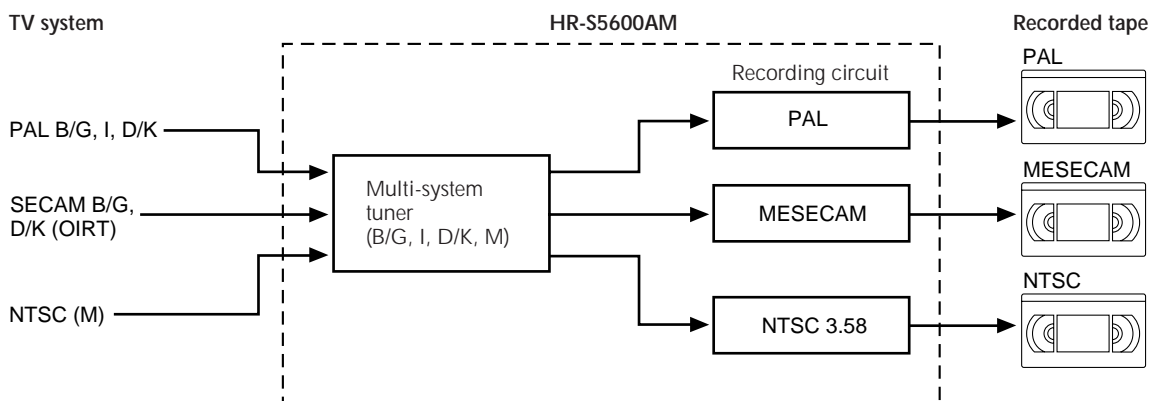 TV system
HR-S5600AM
Recorded tape
PAL
Recording circuit
PAL B/G, I, D/K
PAL
Multi-system
tuner
(B/G, I, D/K, M)
SECAM B/G,
D/K (OIRT)
MESECAM
MESECAM
NTSC (M)
NTSC 3.58
NTSC